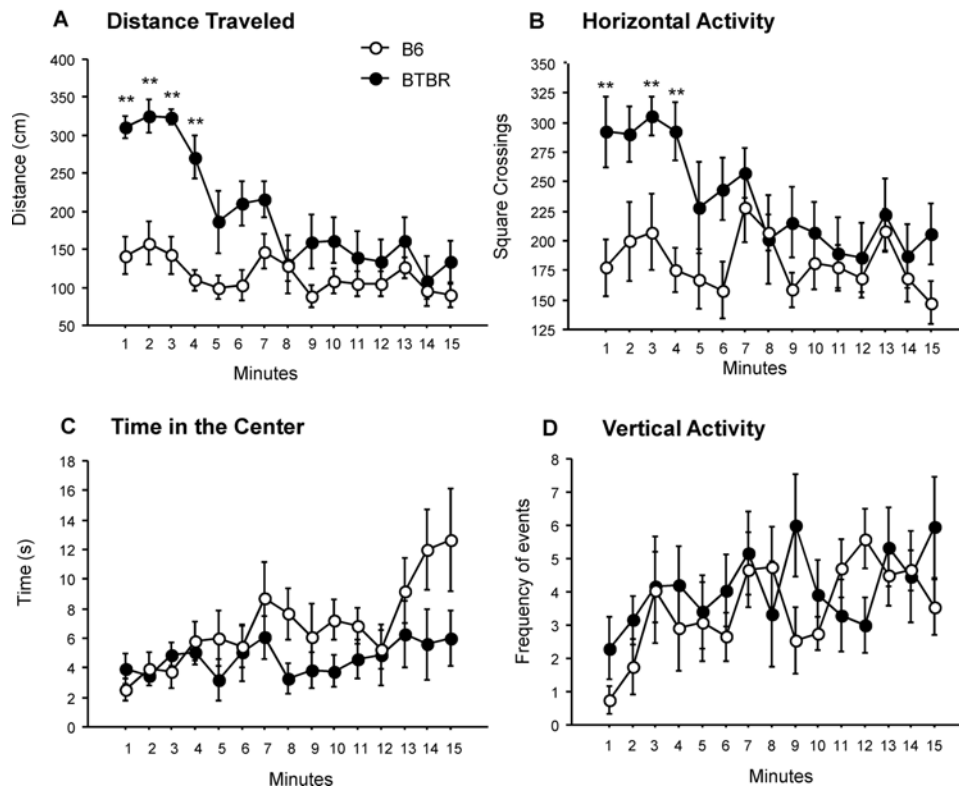 A Distance Traveled
B6
BTBR
400
350
300
250
200
150
100
50
Distance (cm)
** ** ** **
1 2 3 4 5 6 7 8 9 10 11 12 13 14 15
Minutes
B Horizontal Activity
350
325
300
275
250
225
200
175
150
125
Square Crossings
** ** **
1 2 3 4 5 6 7 8 9 10 11 12 13 14 15
Minutes
C Time in the Center
18
16
14
12
10
8
6
4
2
0
Time (s)
1 2 3 4 5 6 7 8 9 10 11 12 13 14 15
Minutes
D Vertical Activity
8
7
6
5
4
3
2
1
0
Frequency of events
1 2 3 4 5 6 7 8 9 10 11 12 13 14 15
Minutes